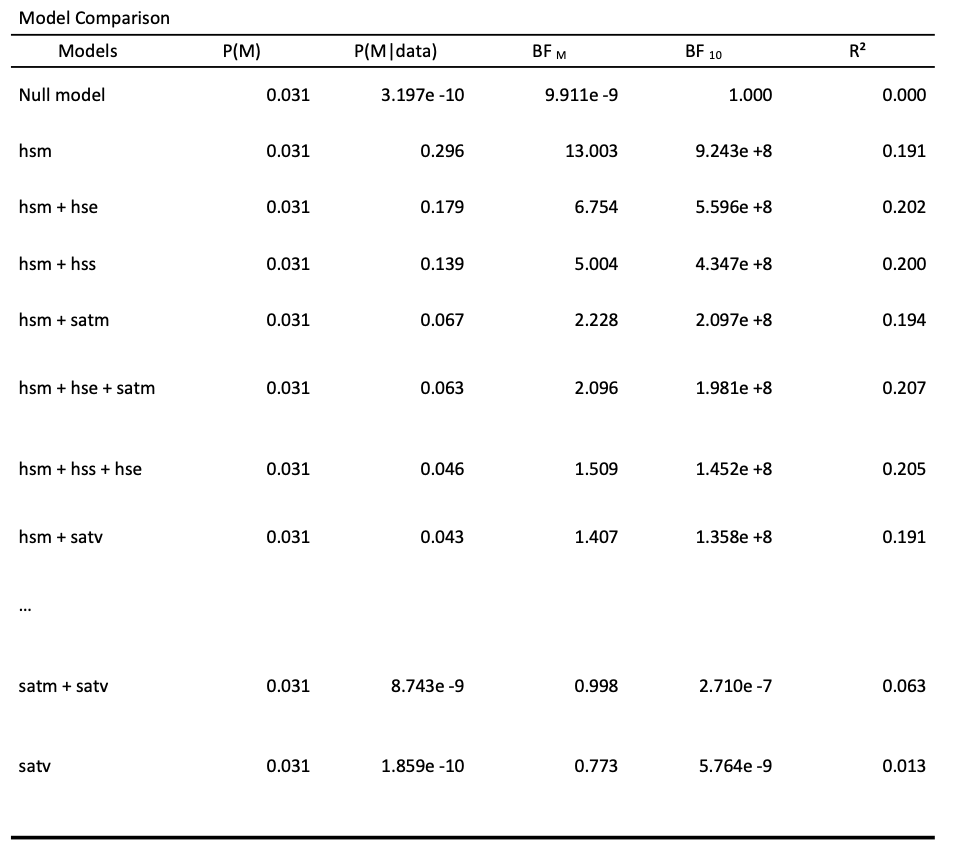 Model Comparison
Models P(M) P(M|data) BF M BF 10 R²
Null model 0.031 3.197e -10 9.911e -9 1.000 0.000
hsm 0.031 0.296 13.003 9.243e +8 0.191
hsm + hse 0.031 0.179 6.754 5.596e +8 0.202
hsm + hss 0.031 0.139 5.004 4.347e +8 0.200
hsm + satm 0.031 0.067 2.228 2.097e +8 0.194
hsm + hse + satm 0.031 0.063 2.096 1.981e +8 0.207
hsm + hss + hse 0.031 0.046 1.509 1.452e +8 0.205
hsm + satv 0.031 0.043 1.407 1.358e +8 0.191
...
satm + satv 0.031 8.743e -9 0.998 2.710e -7 0.063
satv 0.031 1.859e -10 0.773 5.764e -9 0.013